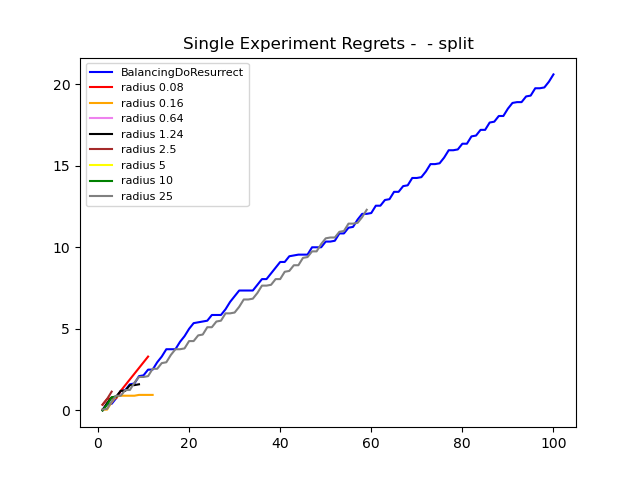 Single Experiment Regrets -  - split
BalancingDoResurrect
radius 0.08
radius 0.16
radius 0.64
radius 1.24
radius 2.5
radius 5
radius 10
radius 25
20
15
10
5
0
0 20 40 60 80 100